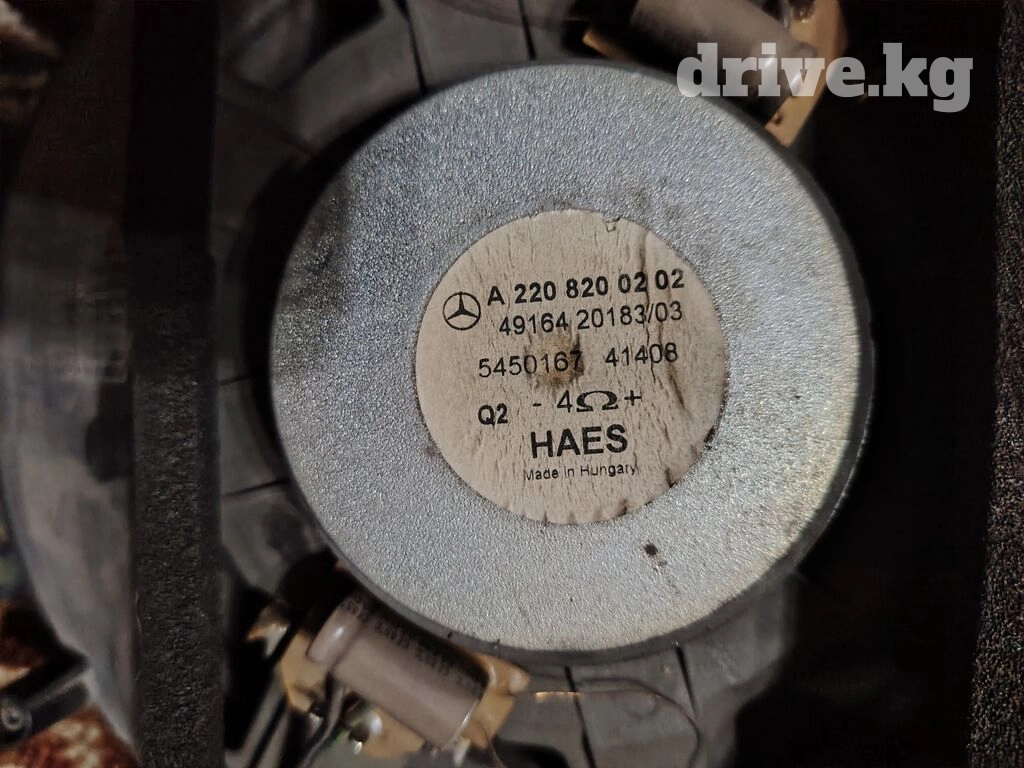 drive.kg
A 220 820 02 02
49164 20183/03
5450167 41408
Q2 - 4Ω +
HAES
Made in Hungary